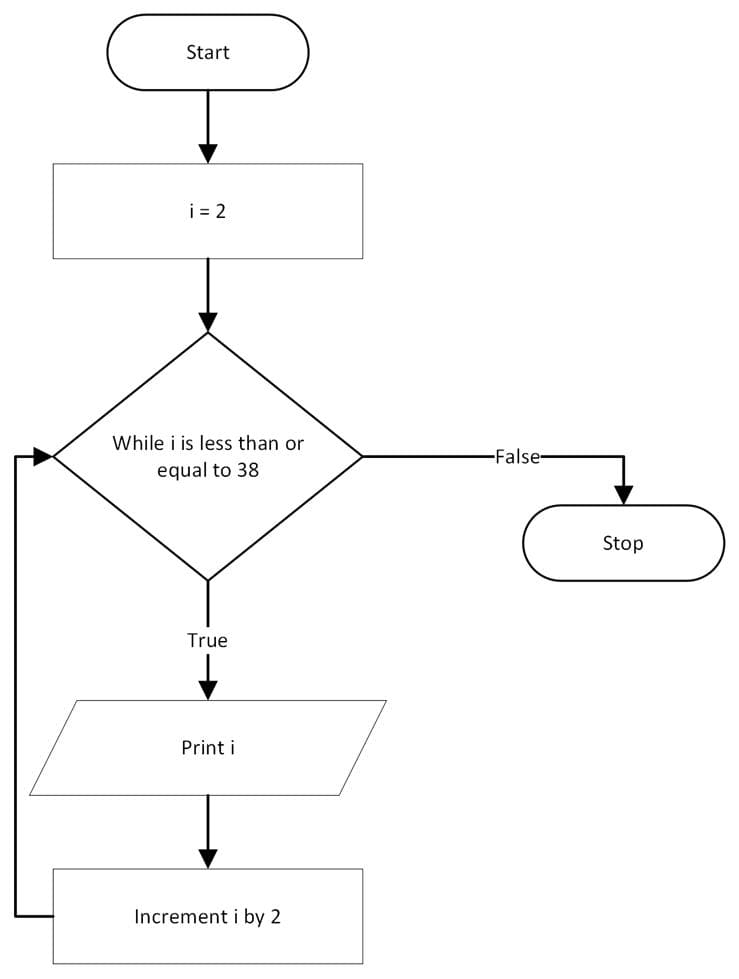 Start
i = 2
While i is less than or
equal to 38
False
Stop
True
Print i
Increment i by 2